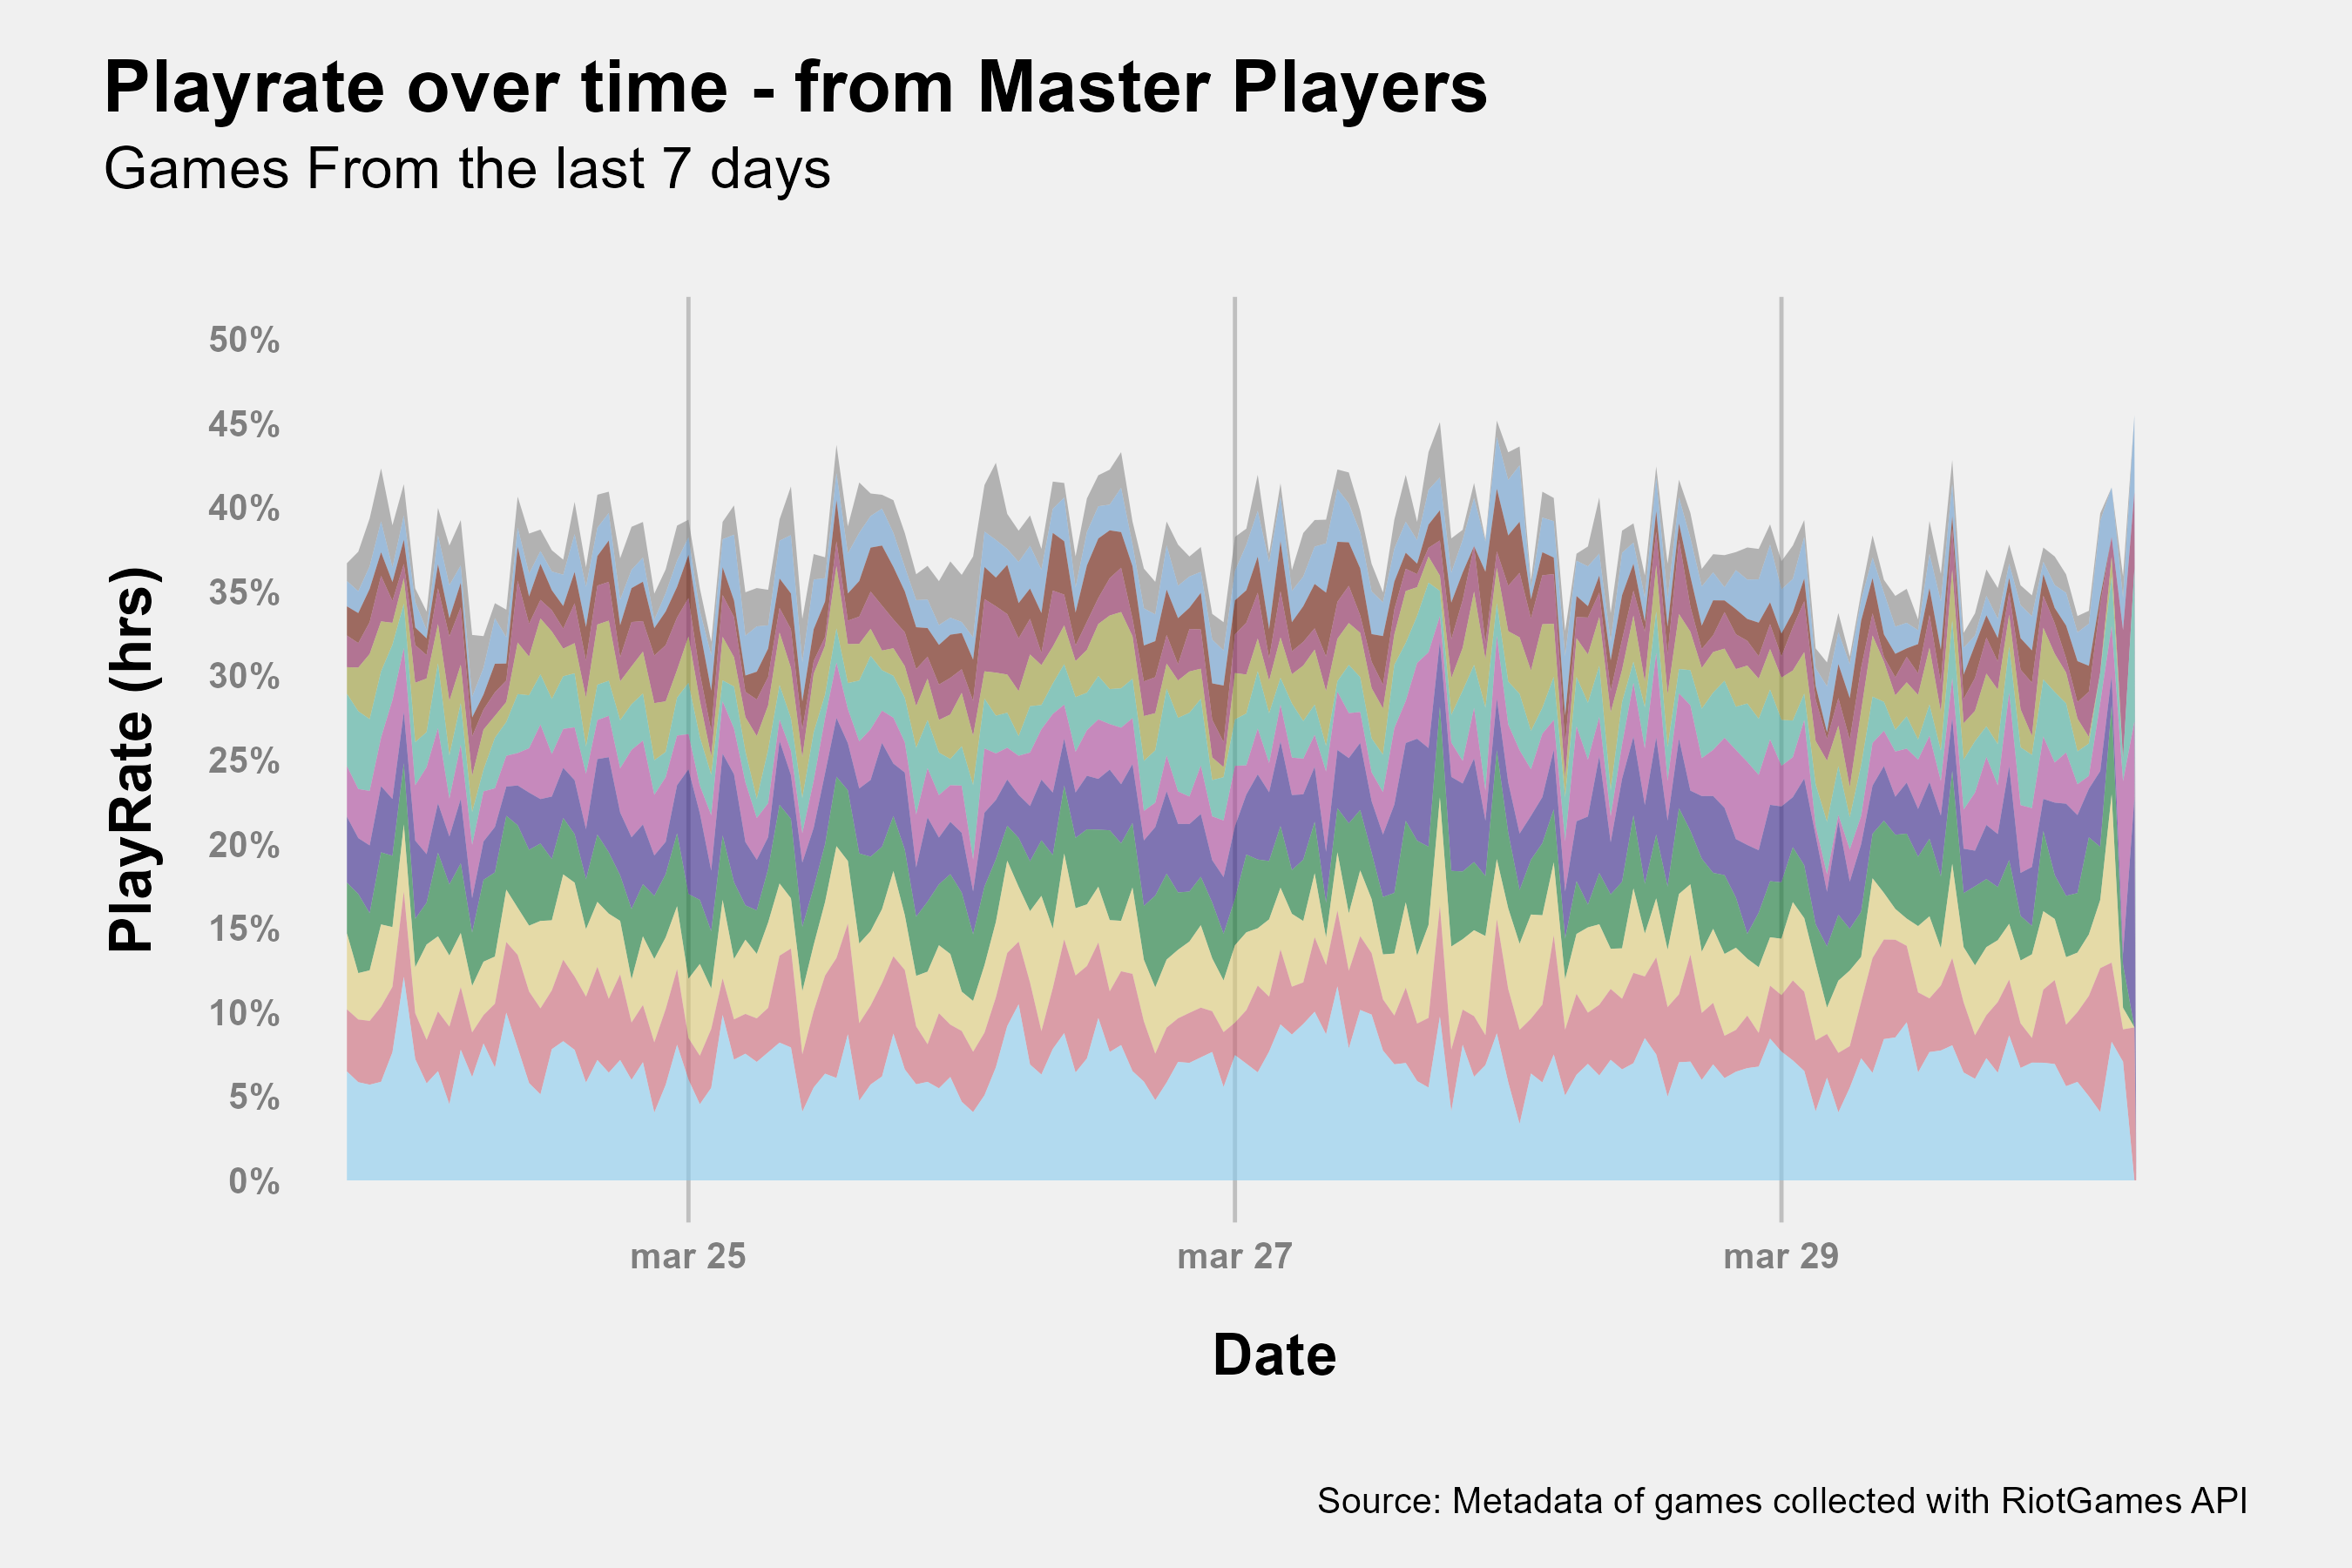 Playrate over time - from Master Players
Games From the last 7 days
PlayRate (hrs)
50%
45%
40%
35%
30%
25%
20%
15%
10%
5%
0%
mar 25
mar 27
mar 29
Date
Source: Metadata of games collected with RiotGames API